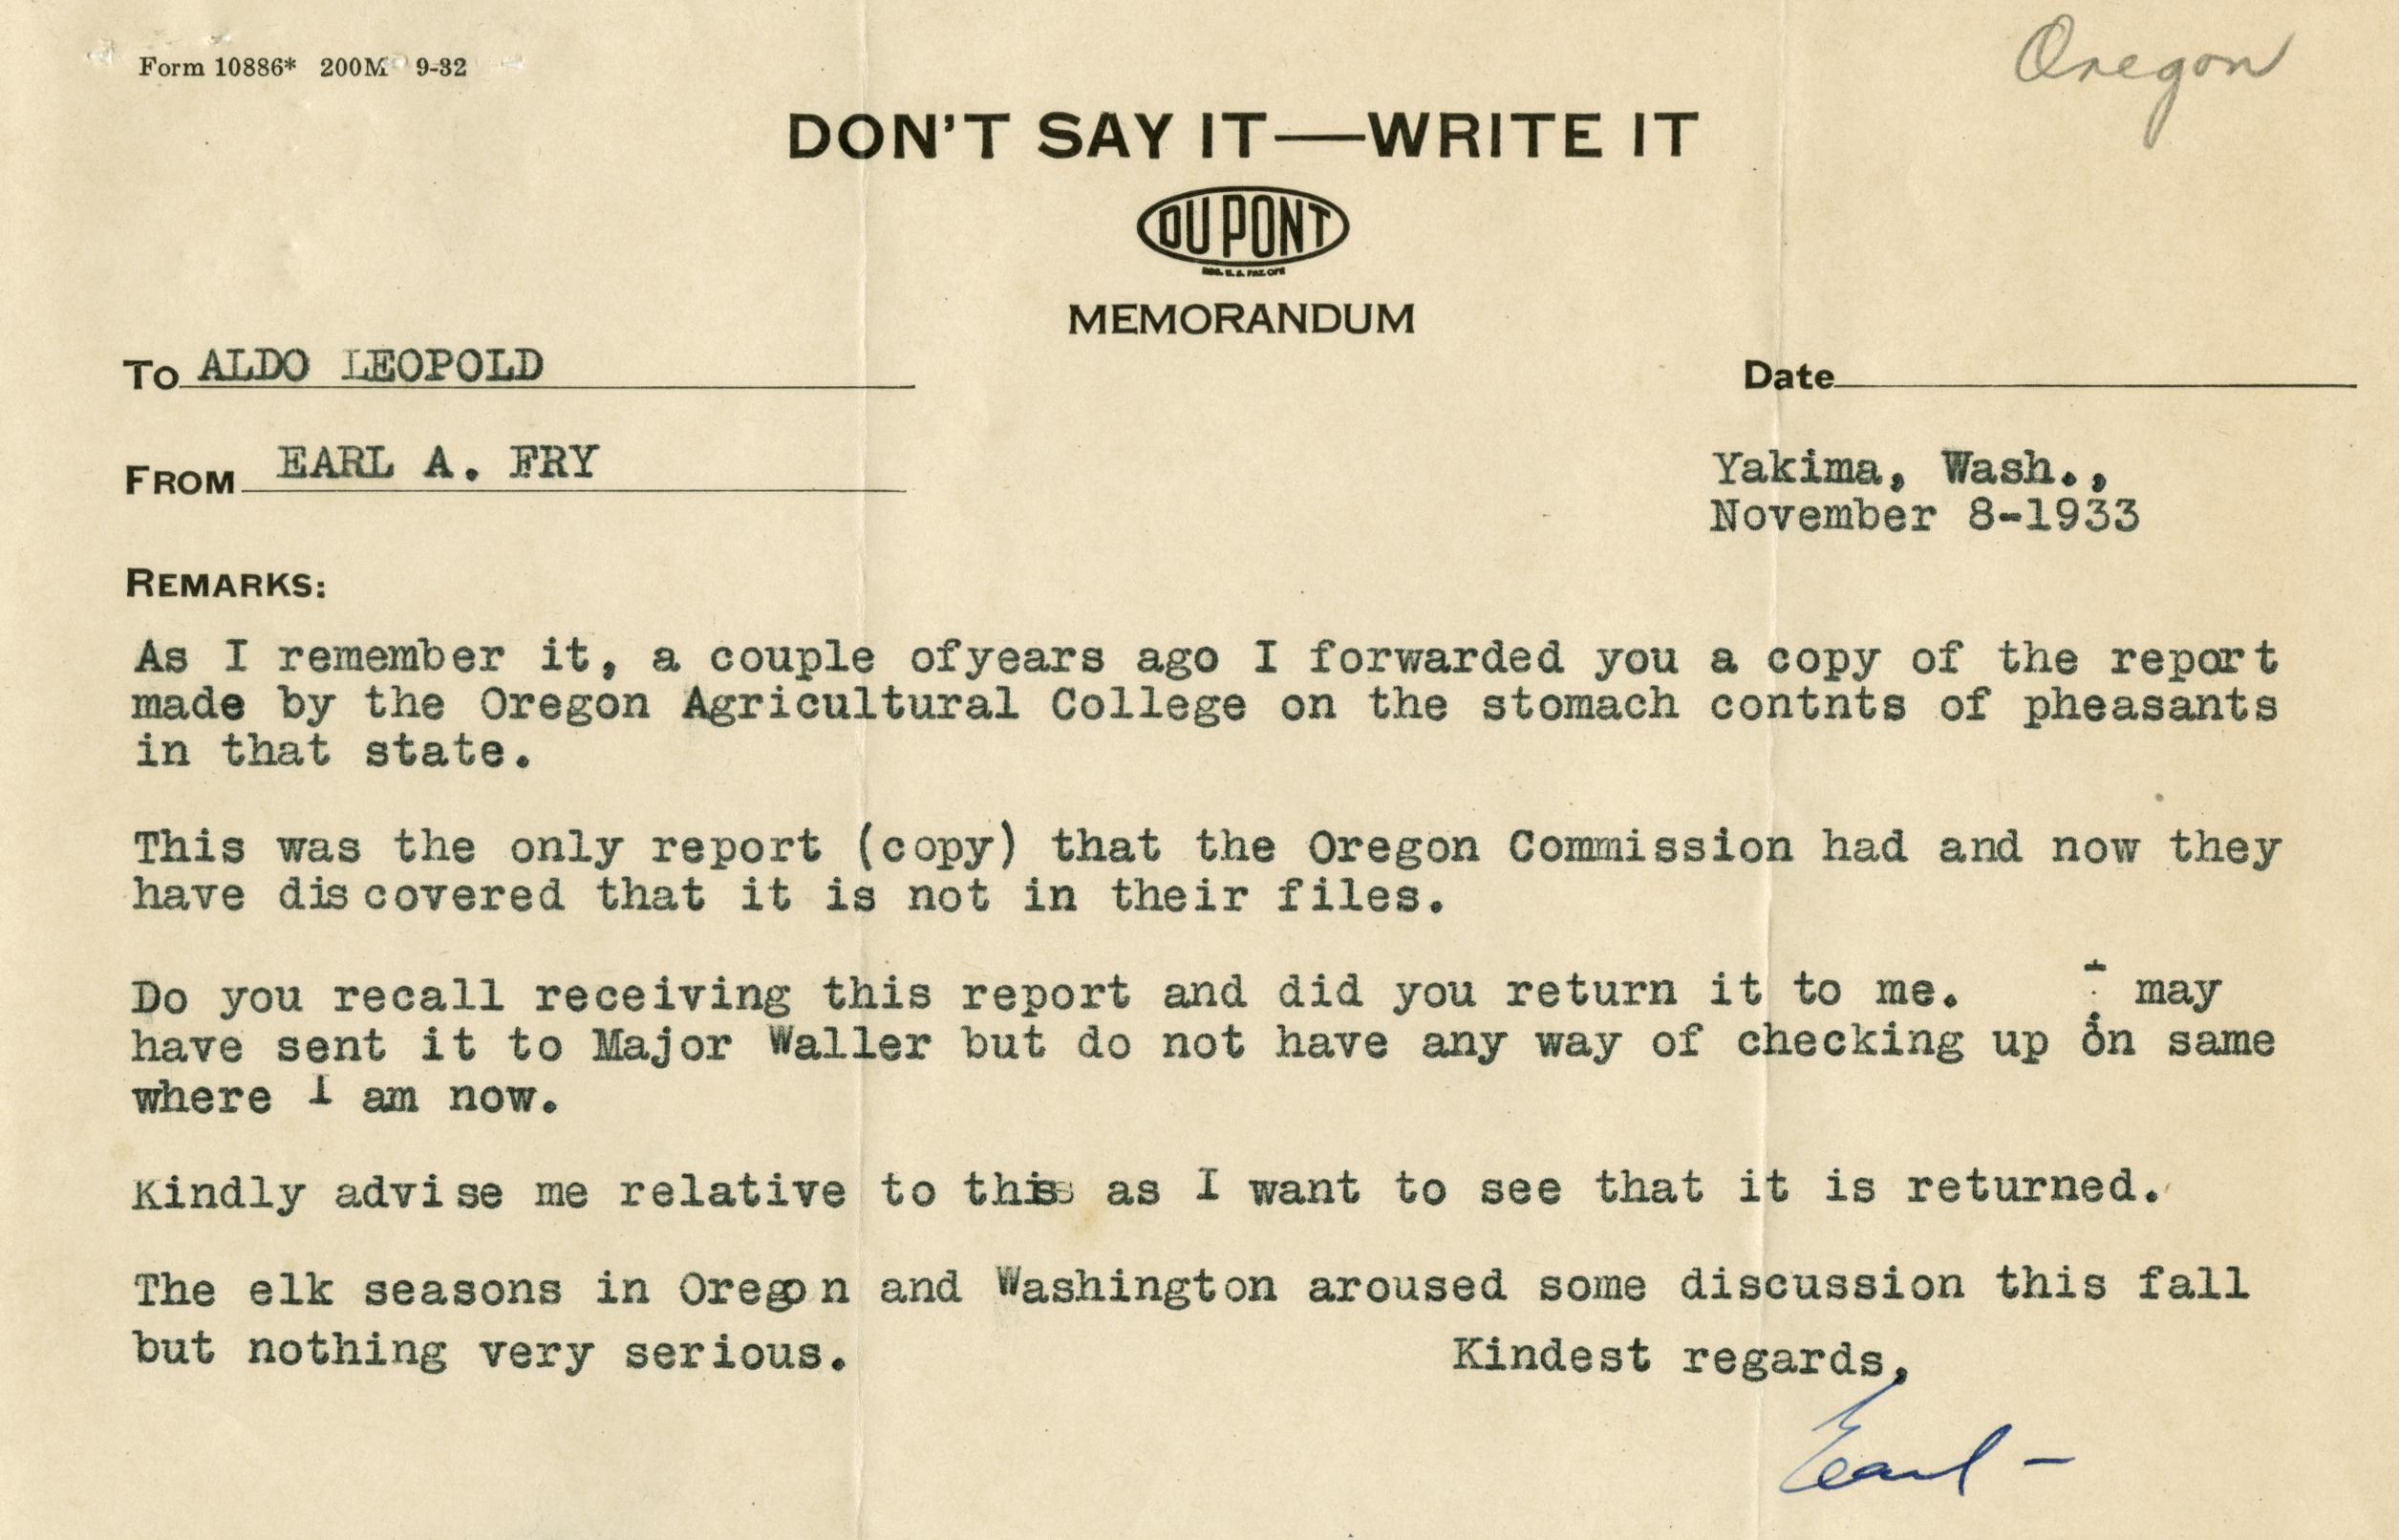 Form 10886* 200M 9-32
Oregon
DON'T SAY IT—WRITE IT
DU PONT
REG. U.S. PAT. OFF.
MEMORANDUM
To ALDO LEOPOLD
Date
FROM EARL A. FRY
Yakima, Wash.,
November 8-1933
REMARKS:
As I remember it, a couple ofyears ago I forwarded you a copy of the report
made by the Oregon Agricultural College on the stomach contnts of pheasants
in that state.
This was the only report (copy) that the Oregon Commission had and now they
have discovered that it is not in their files.
Do you recall receiving this report and did you return it to me. I may
have sent it to Major Waller but do not have any way of checking up on same
where I am now.
Kindly advise me relative to this as I want to see that it is returned.
The elk seasons in Oregon and Washington aroused some discussion this fall
but nothing very serious.
Kindest regards,
Earl -